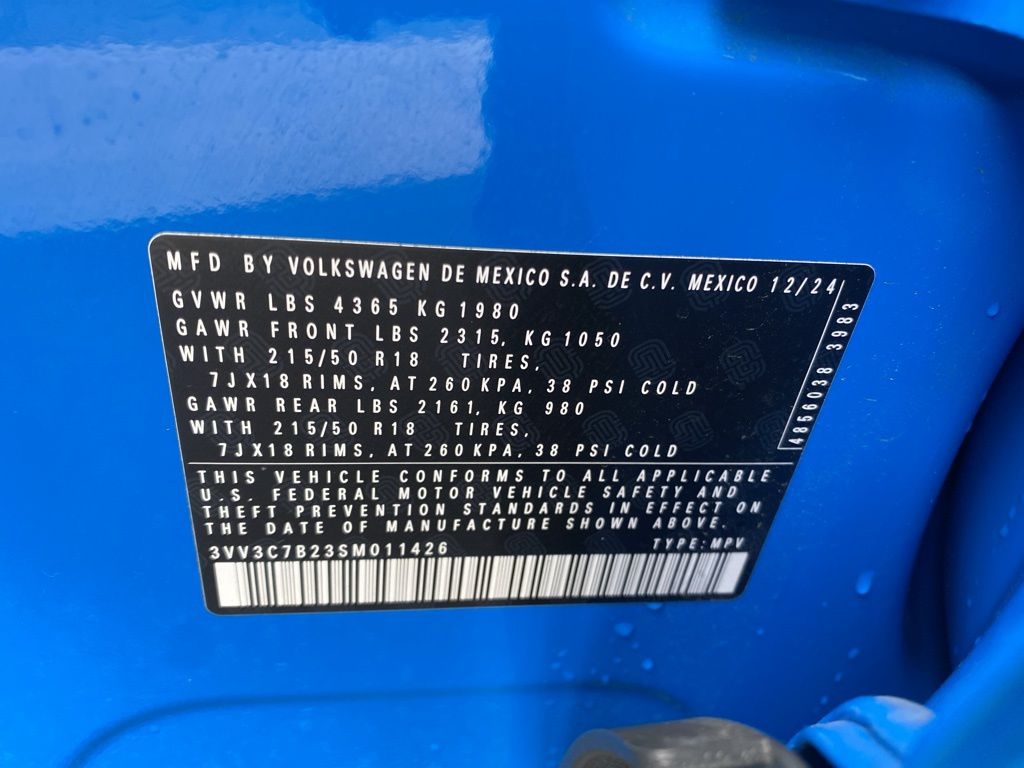 MFD BY VOLKSWAGEN DE MEXICO S.A. DE C.V. MEXICO 12/24
GVWR LBS 4365 KG 1980
GAWR FRONT LBS 2315, KG 1050
WITH 215/50 R18 TIRES,
7JX18 RIMS, AT 260 KPA, 38 PSI COLD
GAWR REAR LBS 2161, KG 980
WITH 215/50 R18 TIRES,
7JX18 RIMS, AT 260 KPA, 38 PSI COLD
4856038 3983
THIS VEHICLE CONFORMS TO ALL APPLICABLE
U.S. FEDERAL MOTOR VEHICLE SAFETY AND
THEFT PREVENTION STANDARDS IN EFFECT ON
THE DATE OF MANUFACTURE SHOWN ABOVE.
3VV3C7B23SM011426 TYPE: MPV